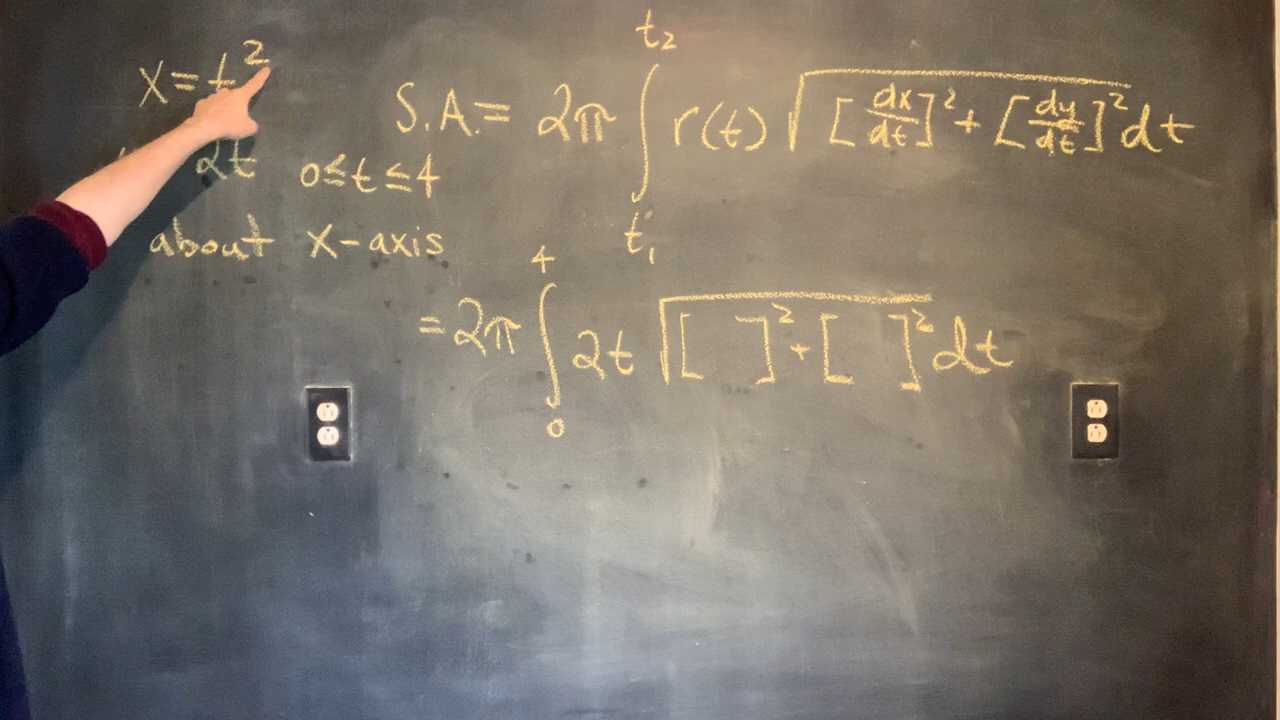 x = t²
2t 0≤t≤4
about x-axis
S.A. = 2π ∫ t₁ t₂ r(t) √([dx/dt]² + [dy/dt]²) dt
= 2π ∫ 0 4 2t √([ ]² + [ ]²) dt